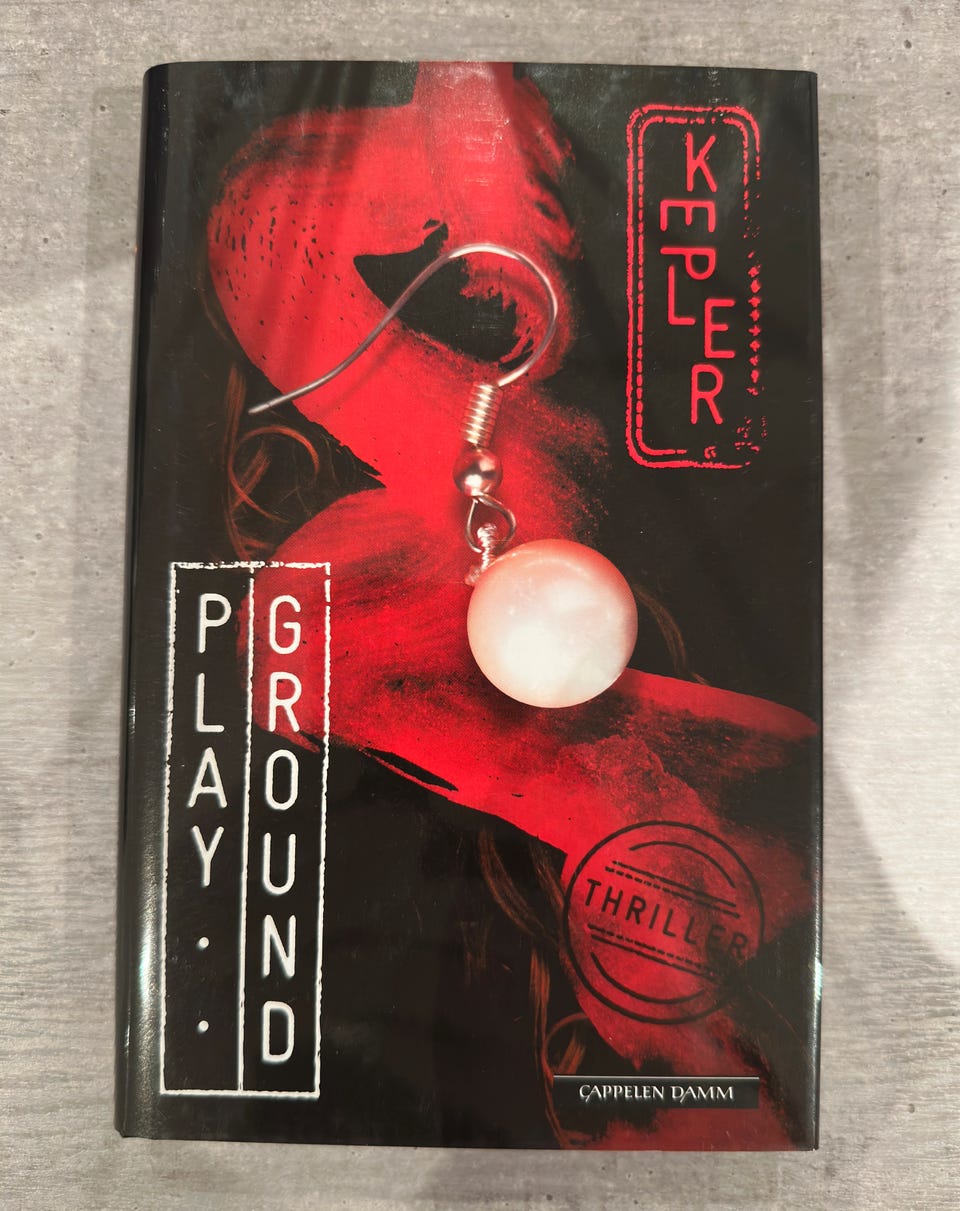 KEPLER
PLAY··
GROUND
THRILLER
CAPPELEN DAMM